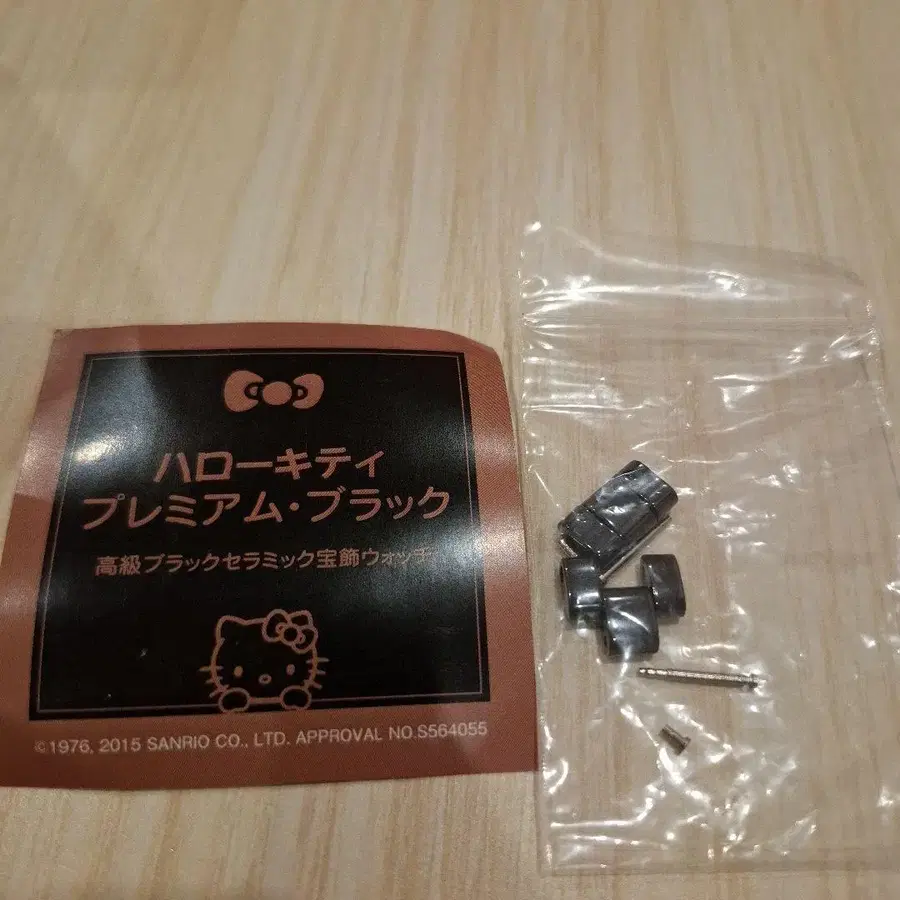 ハローキティ
プレミアム・ブラック
高級ブラックセラミック宝飾ウォッチ
©1976, 2015 SANRIO CO., LTD. APPROVAL NO.S564055